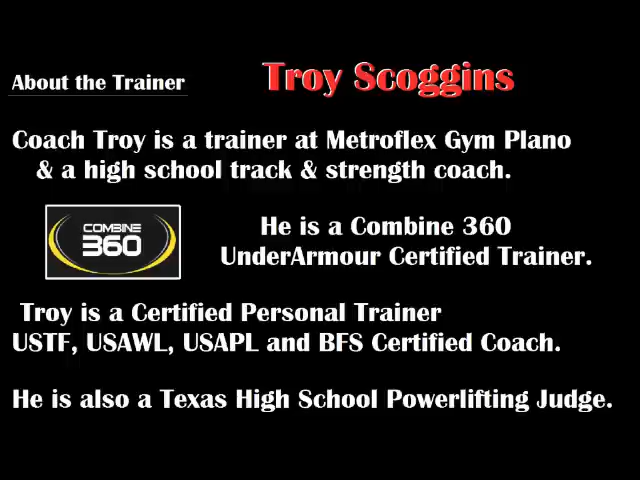 About the Trainer
Troy Scoggins
Coach Troy is a trainer at Metroflex Gym Plano
& a high school track & strength coach.
COMBINE
360
He is a Combine 360
UnderArmour Certified Trainer.
Troy is a Certified Personal Trainer
USTF, USAWL, USAPL and BFS Certified Coach.
He is also a Texas High School Powerlifting Judge.